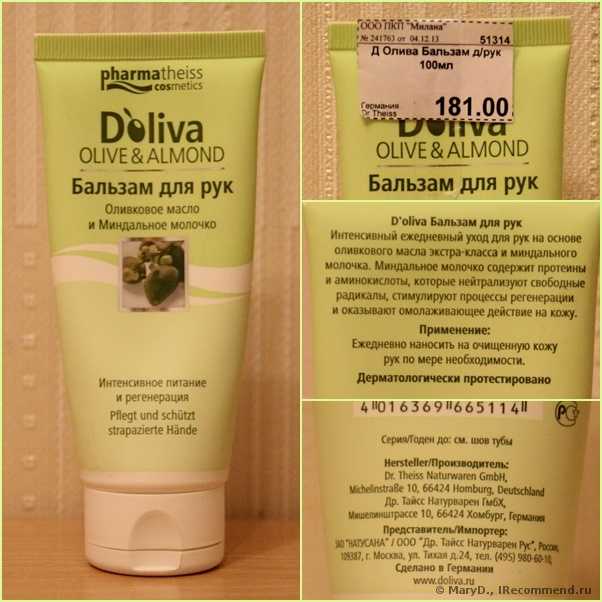 pharmatheiss
cosmetics
D'oliva
OLIVE & ALMOND
Бальзам для рук
Оливковое масло
и Миндальное молочко
Интенсивное питание
и регенерация
Pflegt und schützt
strapazierte Hände
ООО ПКП "Милана"
№ 241763 от 04.12.13 51314
Д Олива Бальзам д/рук
100мл
Германия
Dr.Theiss
181.00
D'oliva
OLIVE & ALMOND
Бальзам для рук
D'oliva Бальзам для рук
Интенсивный ежедневный уход для рук на основе
оливкового масла экстра-класса и миндального
молочка. Миндальное молочко содержит протеины
и аминокислоты, которые нейтрализуют свободные
радикалы, стимулируют процессы регенерации
и оказывают омолаживающее действие на кожу.
Применение:
Ежедневно наносить на очищенную кожу
рук по мере необходимости.
Дерматологически протестировано
4 016369 665114
Серия/Годен до: см. шов тубы
Hersteller/Производитель:
Dr. Theiss Naturwaren GmbH,
Michelinstraße 10, 66424 Homburg, Deutschland
Др. Тайсс Натурварен ГмбХ,
Мишелинштрассе 10, 66424 Хомбург, Германия
Представитель/Импортер:
ЗАО "НАТУСАНА" / ООО "Др. Тайсс Натурварен Рус", Россия,
109387, г. Москва, ул. Тихая д.24, тел. (495) 980-60-10,
Сделано в Германии
www.doliva.ru
© MaryD., IRecommend.ru